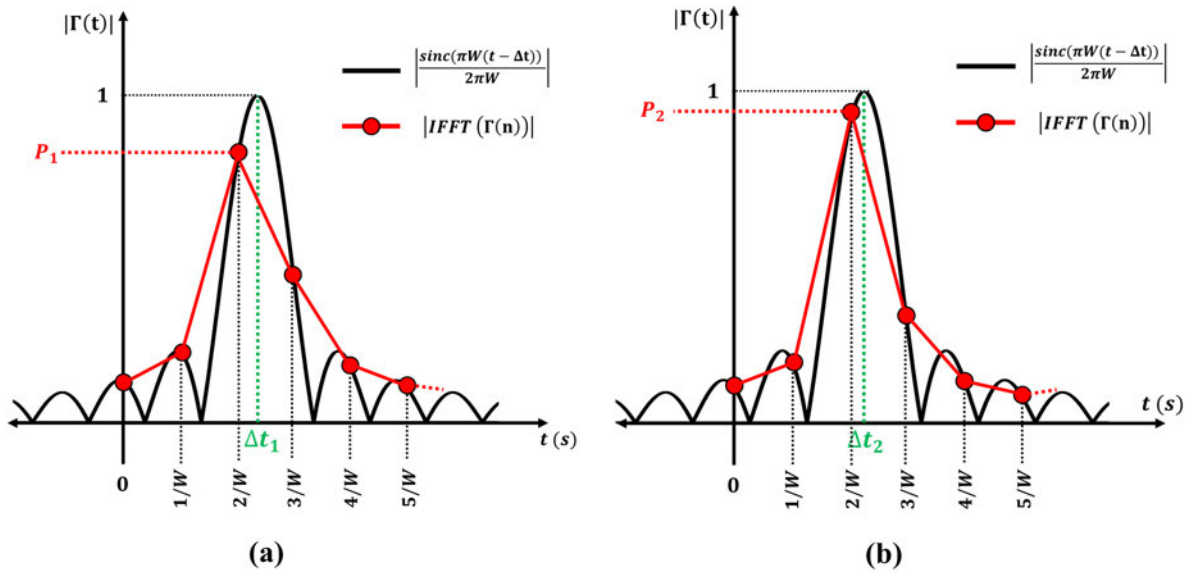 |Γ(t)|
|sinc(πW(t − Δt))/2πW|
1
|IFFT (Γ(n))|
P₁
t (s)
Δt₁
0
1/W
2/W
3/W
4/W
5/W
(a)
|Γ(t)|
|sinc(πW(t − Δt))/2πW|
1
P₂
|IFFT (Γ(n))|
t (s)
Δt₂
0
1/W
2/W
3/W
4/W
5/W
(b)